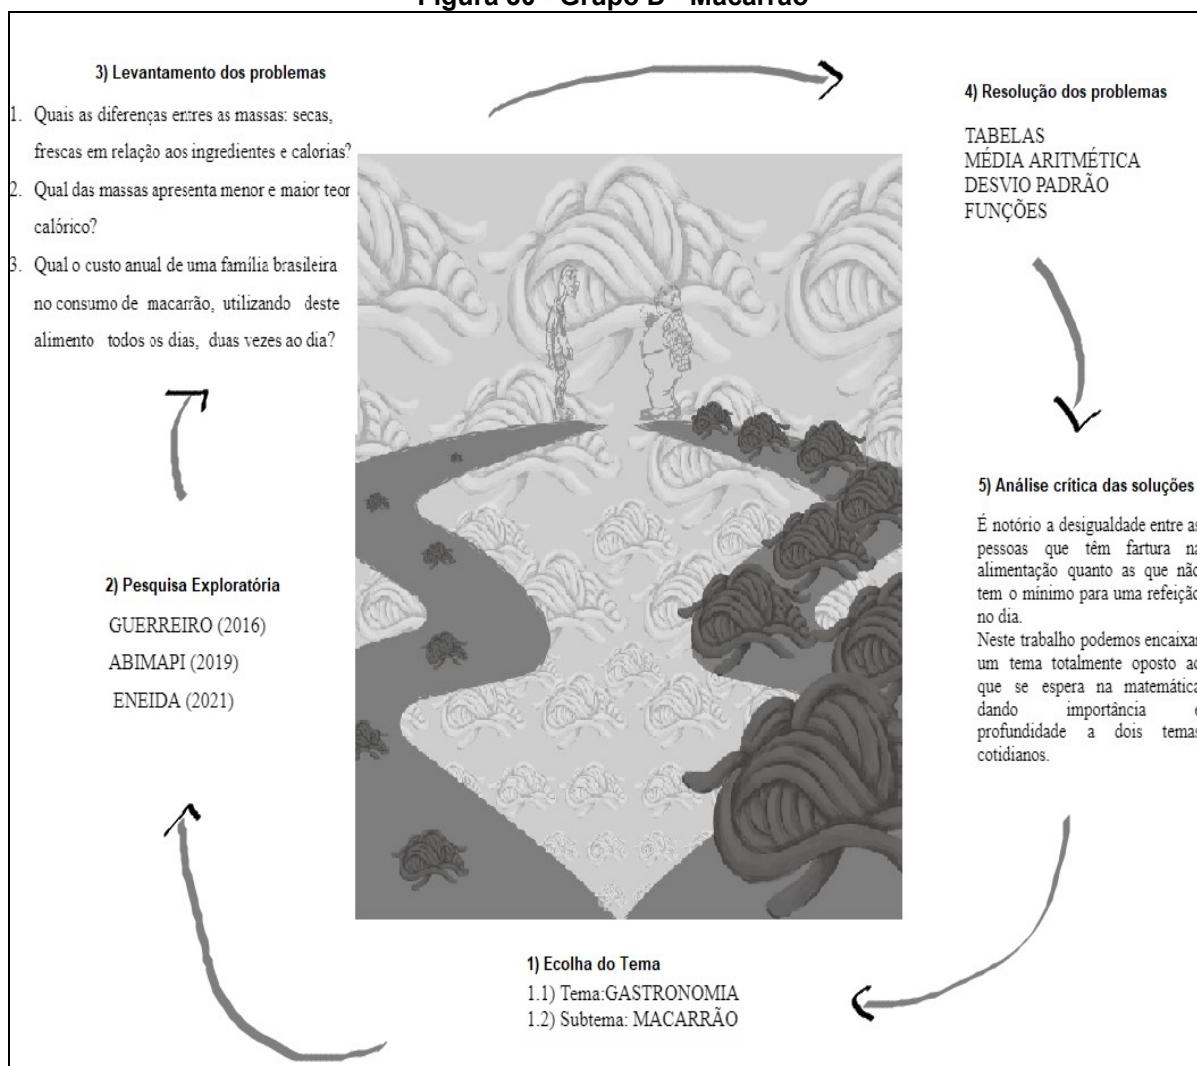 3) Levantamento dos problemas
1. Quais as diferenças entres as massas: secas,
frescas em relação aos ingredientes e calorias?
2. Qual das massas apresenta menor e maior teor
calórico?
3. Qual o custo anual de uma família brasileira
no consumo de macarrão, utilizando deste
alimento todos os dias, duas vezes ao dia?
4) Resolução dos problemas
TABELAS
MÉDIA ARITMÉTICA
DESVIO PADRÃO
FUNÇÕES
5) Análise crítica das soluções
É notório a desigualdade entre as
pessoas que têm fartura na
alimentação quanto as que não
tem o mínimo para uma refeição
no dia.
Neste trabalho podemos encaixar
um tema totalmente oposto ao
que se espera na matemática
dando importância e
profundidade a dois temas
cotidianos.
2) Pesquisa Exploratória
GUERREIRO (2016)
ABIMAPI (2019)
ENEIDA (2021)
1) Ecolha do Tema
1.1) Tema:GASTRONOMIA
1.2) Subtema: MACARRÃO